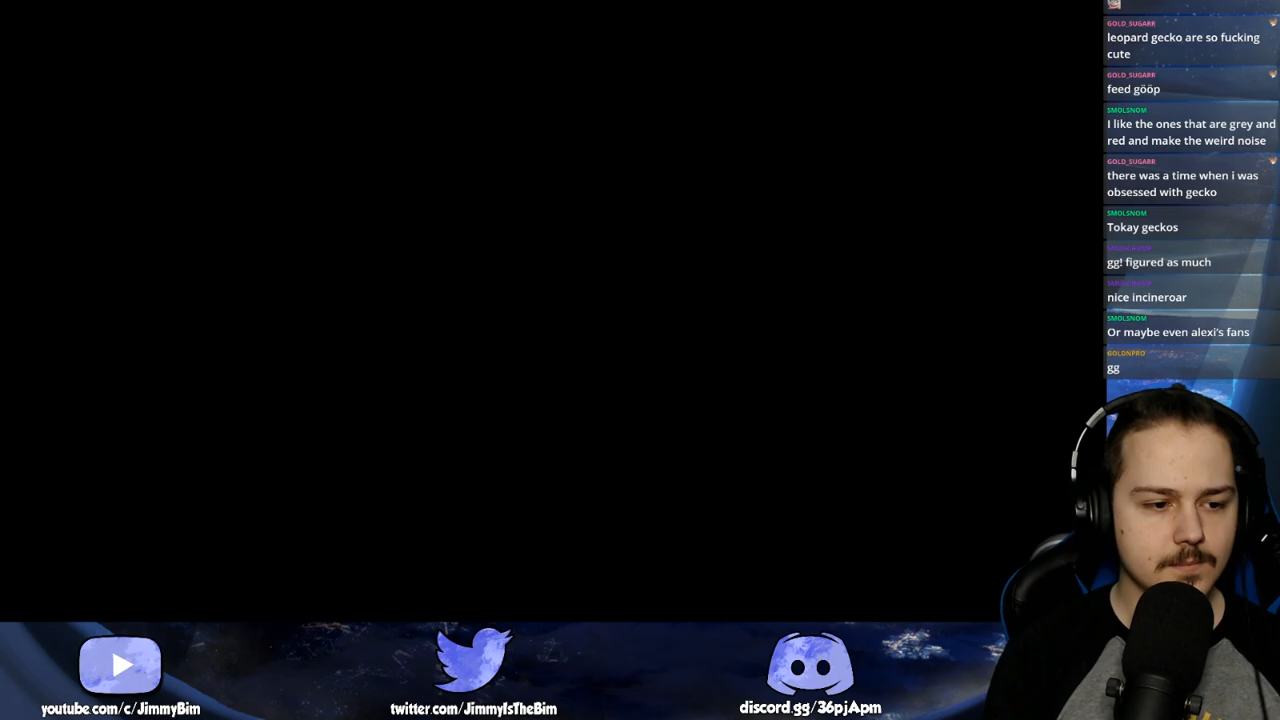 GOLD_SUGARR
leopard gecko are so fucking
cute
GOLD_SUGARR
feed gööp
SMOLSNOM
I like the ones that are grey and
red and make the weird noise
GOLD_SUGARR
there was a time when i was
obsessed with gecko
SMOLSNOM
Tokay geckos
gg! figured as much
nice incineroar
SMOLSNOM
Or maybe even alexi's fans
GOLDNPRO
gg
youtube.com/c/JimmyBim
twitter.com/JimmyIsTheBim
discord.gg/36pjApm